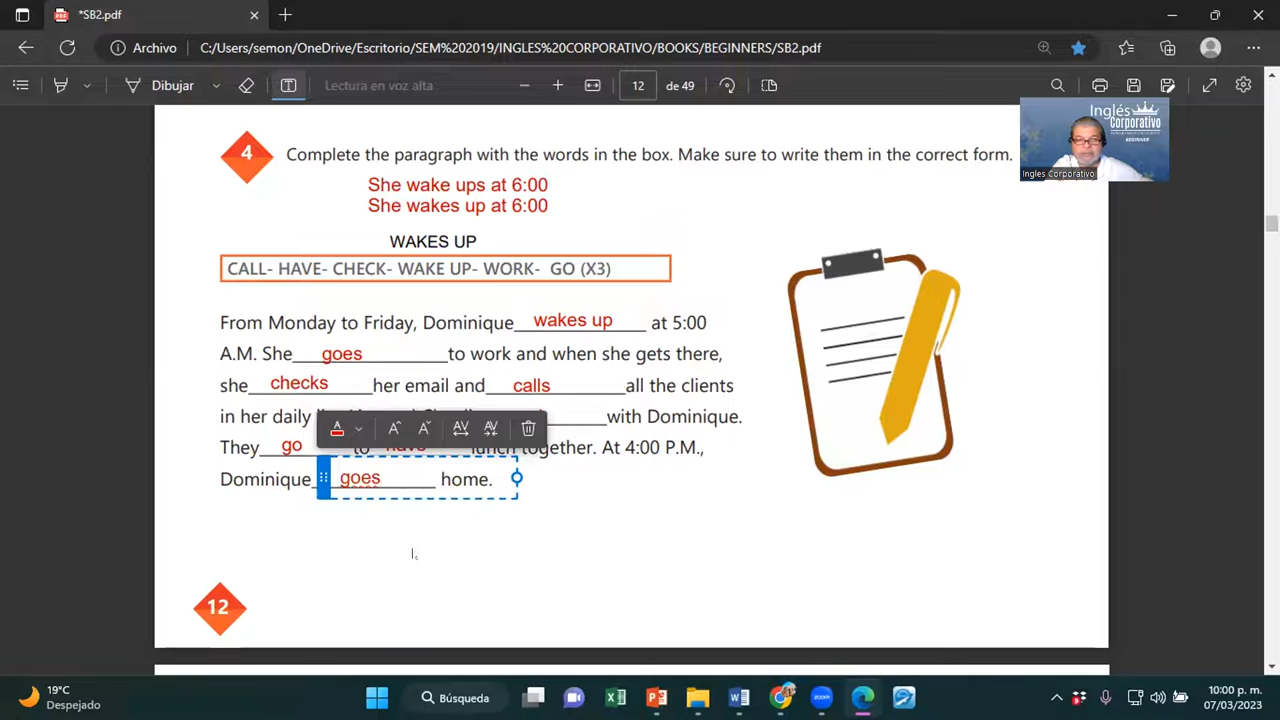 *SB2.pdf
Archivo
C:/Users/semon/OneDrive/Escritorio/SEM%202019/INGLES%20CORPORATIVO/BOOKS/BEGINNERS/SB2.pdf
Dibujar
Lectura en voz alta
12 de 49
Inglés
Corporativo
BEGINNER
Ingles Corporativo
4 Complete the paragraph with the words in the box. Make sure to write them in the correct form.
She wake ups at 6:00
She wakes up at 6:00
WAKES UP
CALL- HAVE- CHECK- WAKE UP- WORK- GO (X3)
From Monday to Friday, Dominique wakes up at 5:00
A.M. She goes to work and when she gets there,
she checks her email and calls all the clients
in her daily with Dominique.
They go to have lunch together. At 4:00 P.M.,
Dominique goes home.
12
19°C
Despejado
Búsqueda
zoom
10:00 p. m.
07/03/2023